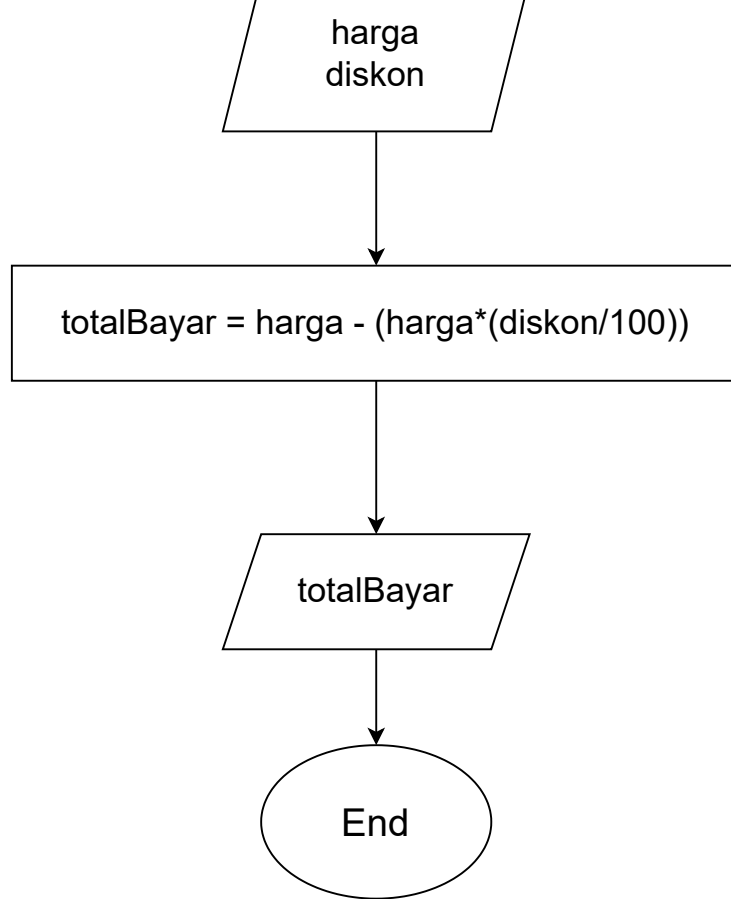 harga
diskon
totalBayar = harga - (harga*(diskon/100))
totalBayar
End